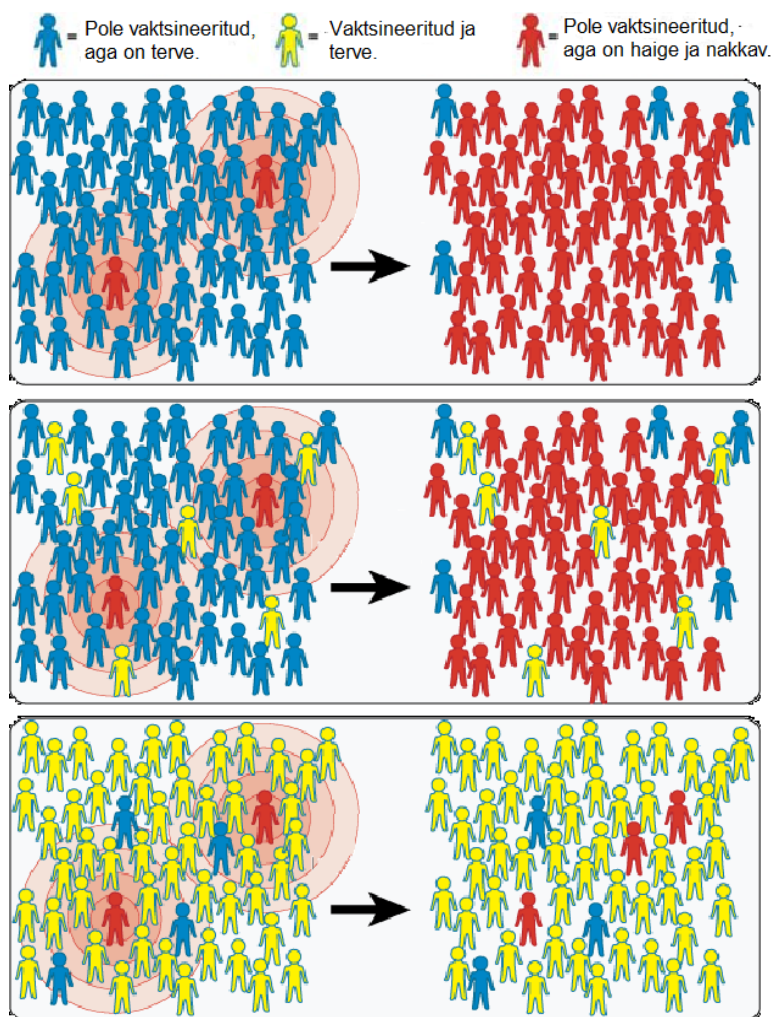 = Pole vaktsineeritud,
aga on terve.
= Vaktsineeritud ja
terve.
= Pole vaktsineeritud,
aga on haige ja nakkav.